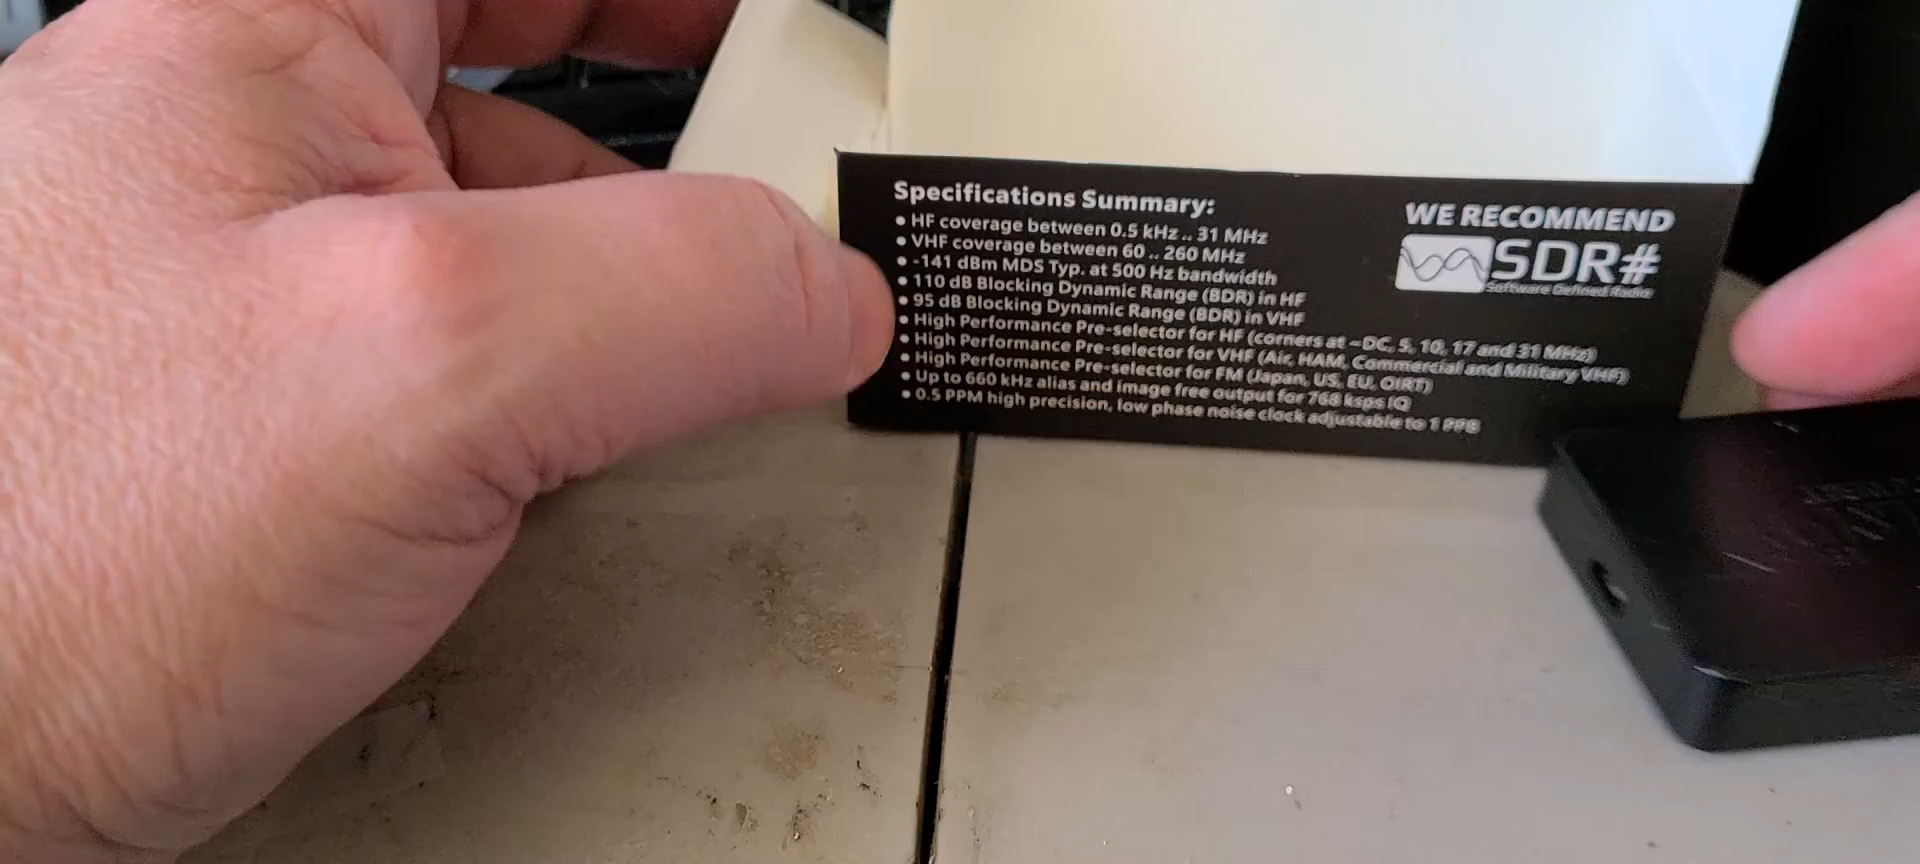 Specifications Summary:
• HF coverage between 0.5 kHz .. 31 MHz
• VHF coverage between 60 .. 260 MHz
• -141 dBm MDS Typ. at 500 Hz bandwidth
• 110 dB Blocking Dynamic Range (BDR) in HF
• 95 dB Blocking Dynamic Range (BDR) in VHF
• High Performance Pre-selector for HF (corners at ~DC, 5, 10, 17 and 31 MHz)
• High Performance Pre-selector for VHF (Air, HAM, Commercial and Military VHF)
• High Performance Pre-selector for FM (Japan, US, EU, OIRT)
• Up to 660 kHz alias and image free output for 768 ksps IQ
• 0.5 PPM high precision, low phase noise clock adjustable to 1 PPB
WE RECOMMEND
SDR#
Software Defined Radio